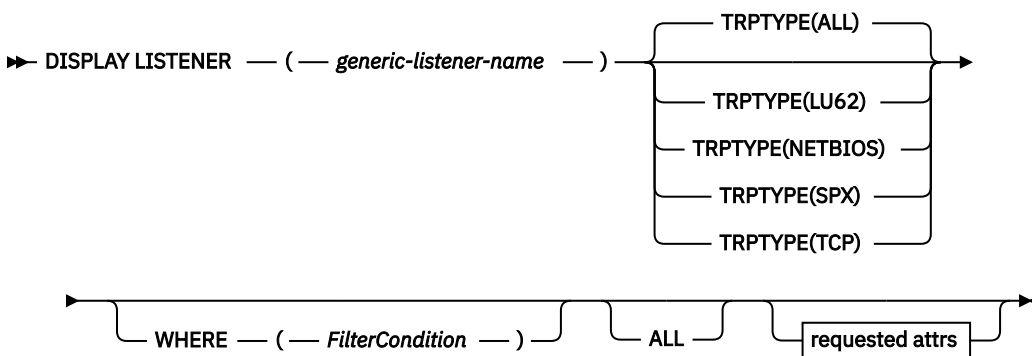 TRPTYPE(ALL)
DISPLAY LISTENER — ( — generic-listener-name — )
TRPTYPE(LU62)
TRPTYPE(NETBIOS)
TRPTYPE(SPX)
TRPTYPE(TCP)
WHERE — ( — FilterCondition — ) ALL requested attrs